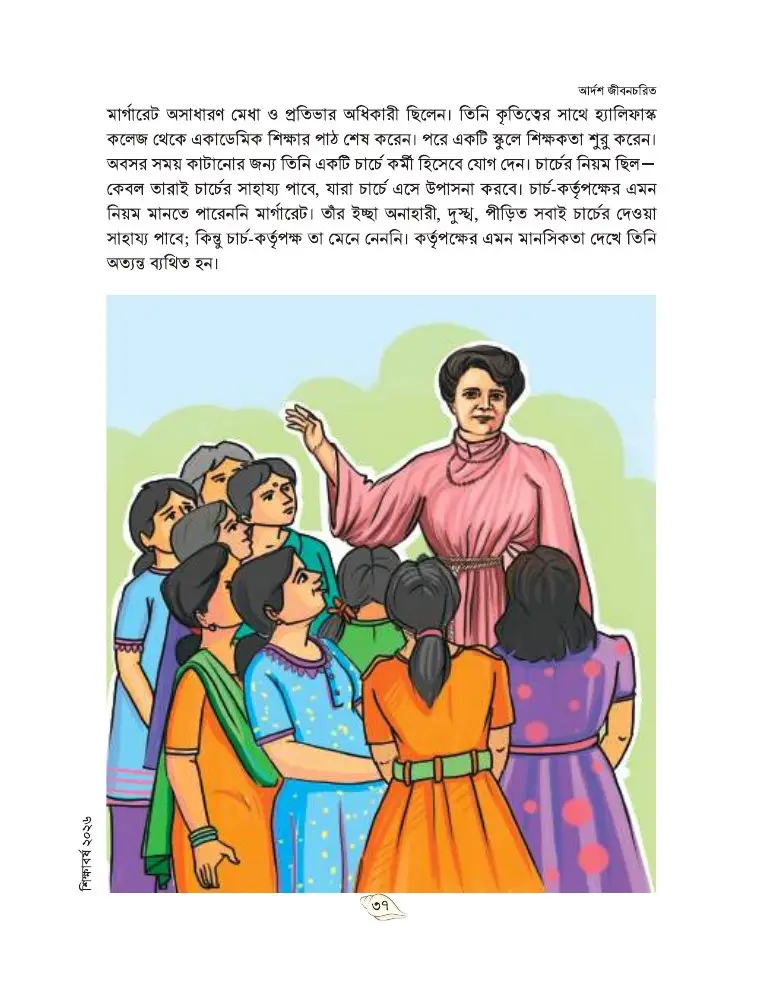 আর্দশ জীবনচরিত
মার্গারেট অসাধারণ মেধা ও প্রতিভার অধিকারী ছিলেন। তিনি কৃতিত্বের সাথে হ্যালিফাস্ক
কলেজ থেকে একাডেমিক শিক্ষার পাঠ শেষ করেন। পরে একটি স্কুলে শিক্ষকতা শুরু করেন।
অবসর সময় কাটানোর জন্য তিনি একটি চার্চে কর্মী হিসেবে যোগ দেন। চার্চের নিয়ম ছিল—
কেবল তারাই চার্চের সাহায্য পাবে, যারা চার্চে এসে উপাসনা করবে। চার্চ-কর্তৃপক্ষের এমন
নিয়ম মানতে পারেননি মার্গারেট। তাঁর ইচ্ছা অনাহারী, দুস্থ, পীড়িত সবাই চার্চের দেওয়া
সাহায্য পাবে; কিন্তু চার্চ-কর্তৃপক্ষ তা মেনে নেননি। কর্তৃপক্ষের এমন মানসিকতা দেখে তিনি
অত্যন্ত ব্যথিত হন।
শিক্ষাবর্ষ ২০২৬
৩৭